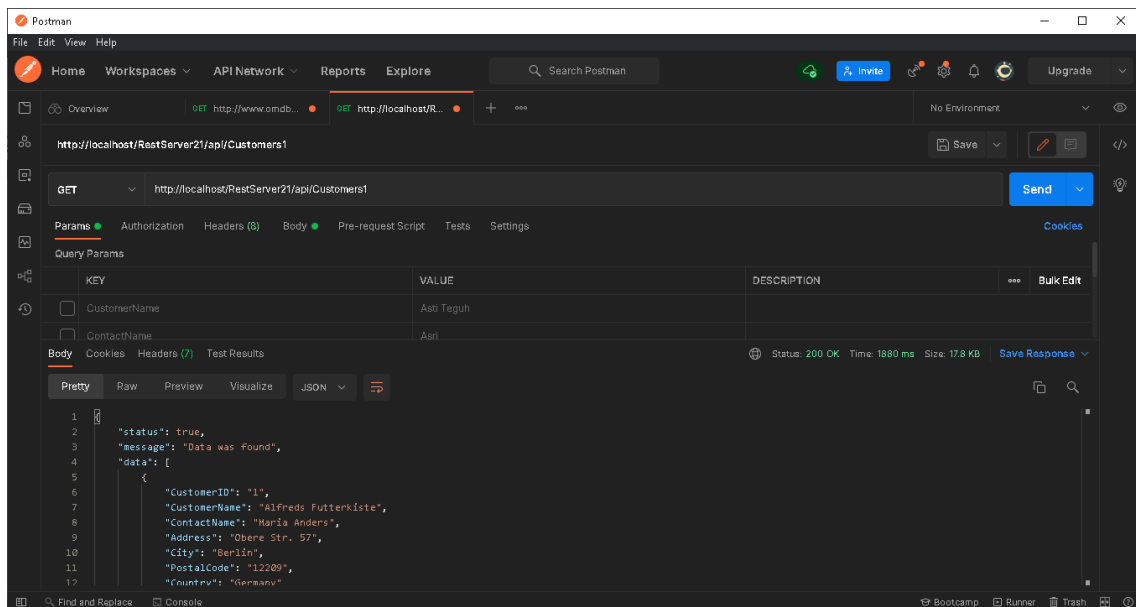 Postman
File Edit View Help
Home Workspaces API Network Reports Explore Search Postman Invite Upgrade
Overview GET http://www.omdb... GET http://localhost/R... No Environment
http://localhost/RestServer21/api/Customers1 Save
GET http://localhost/RestServer21/api/Customers1 Send
Params Authorization Headers (8) Body Pre-request Script Tests Settings Cookies
Query Params
KEY VALUE DESCRIPTION Bulk Edit
CustomerName Asti Teguh
ContactName Asri
Body Cookies Headers (7) Test Results Status: 200 OK Time: 1880 ms Size: 17.8 KB Save Response
Pretty Raw Preview Visualize JSON
1 {
2 "status": true,
3 "message": "Data was found",
4 "data": [
5 {
6 "CustomerID": "1",
7 "CustomerName": "Alfreds Futterkiste",
8 "ContactName": "Maria Anders",
9 "Address": "Obere Str. 57",
10 "City": "Berlin",
11 "PostalCode": "12209",
12 "Country": "Germany"
Find and Replace Console Bootcamp Runner Trash